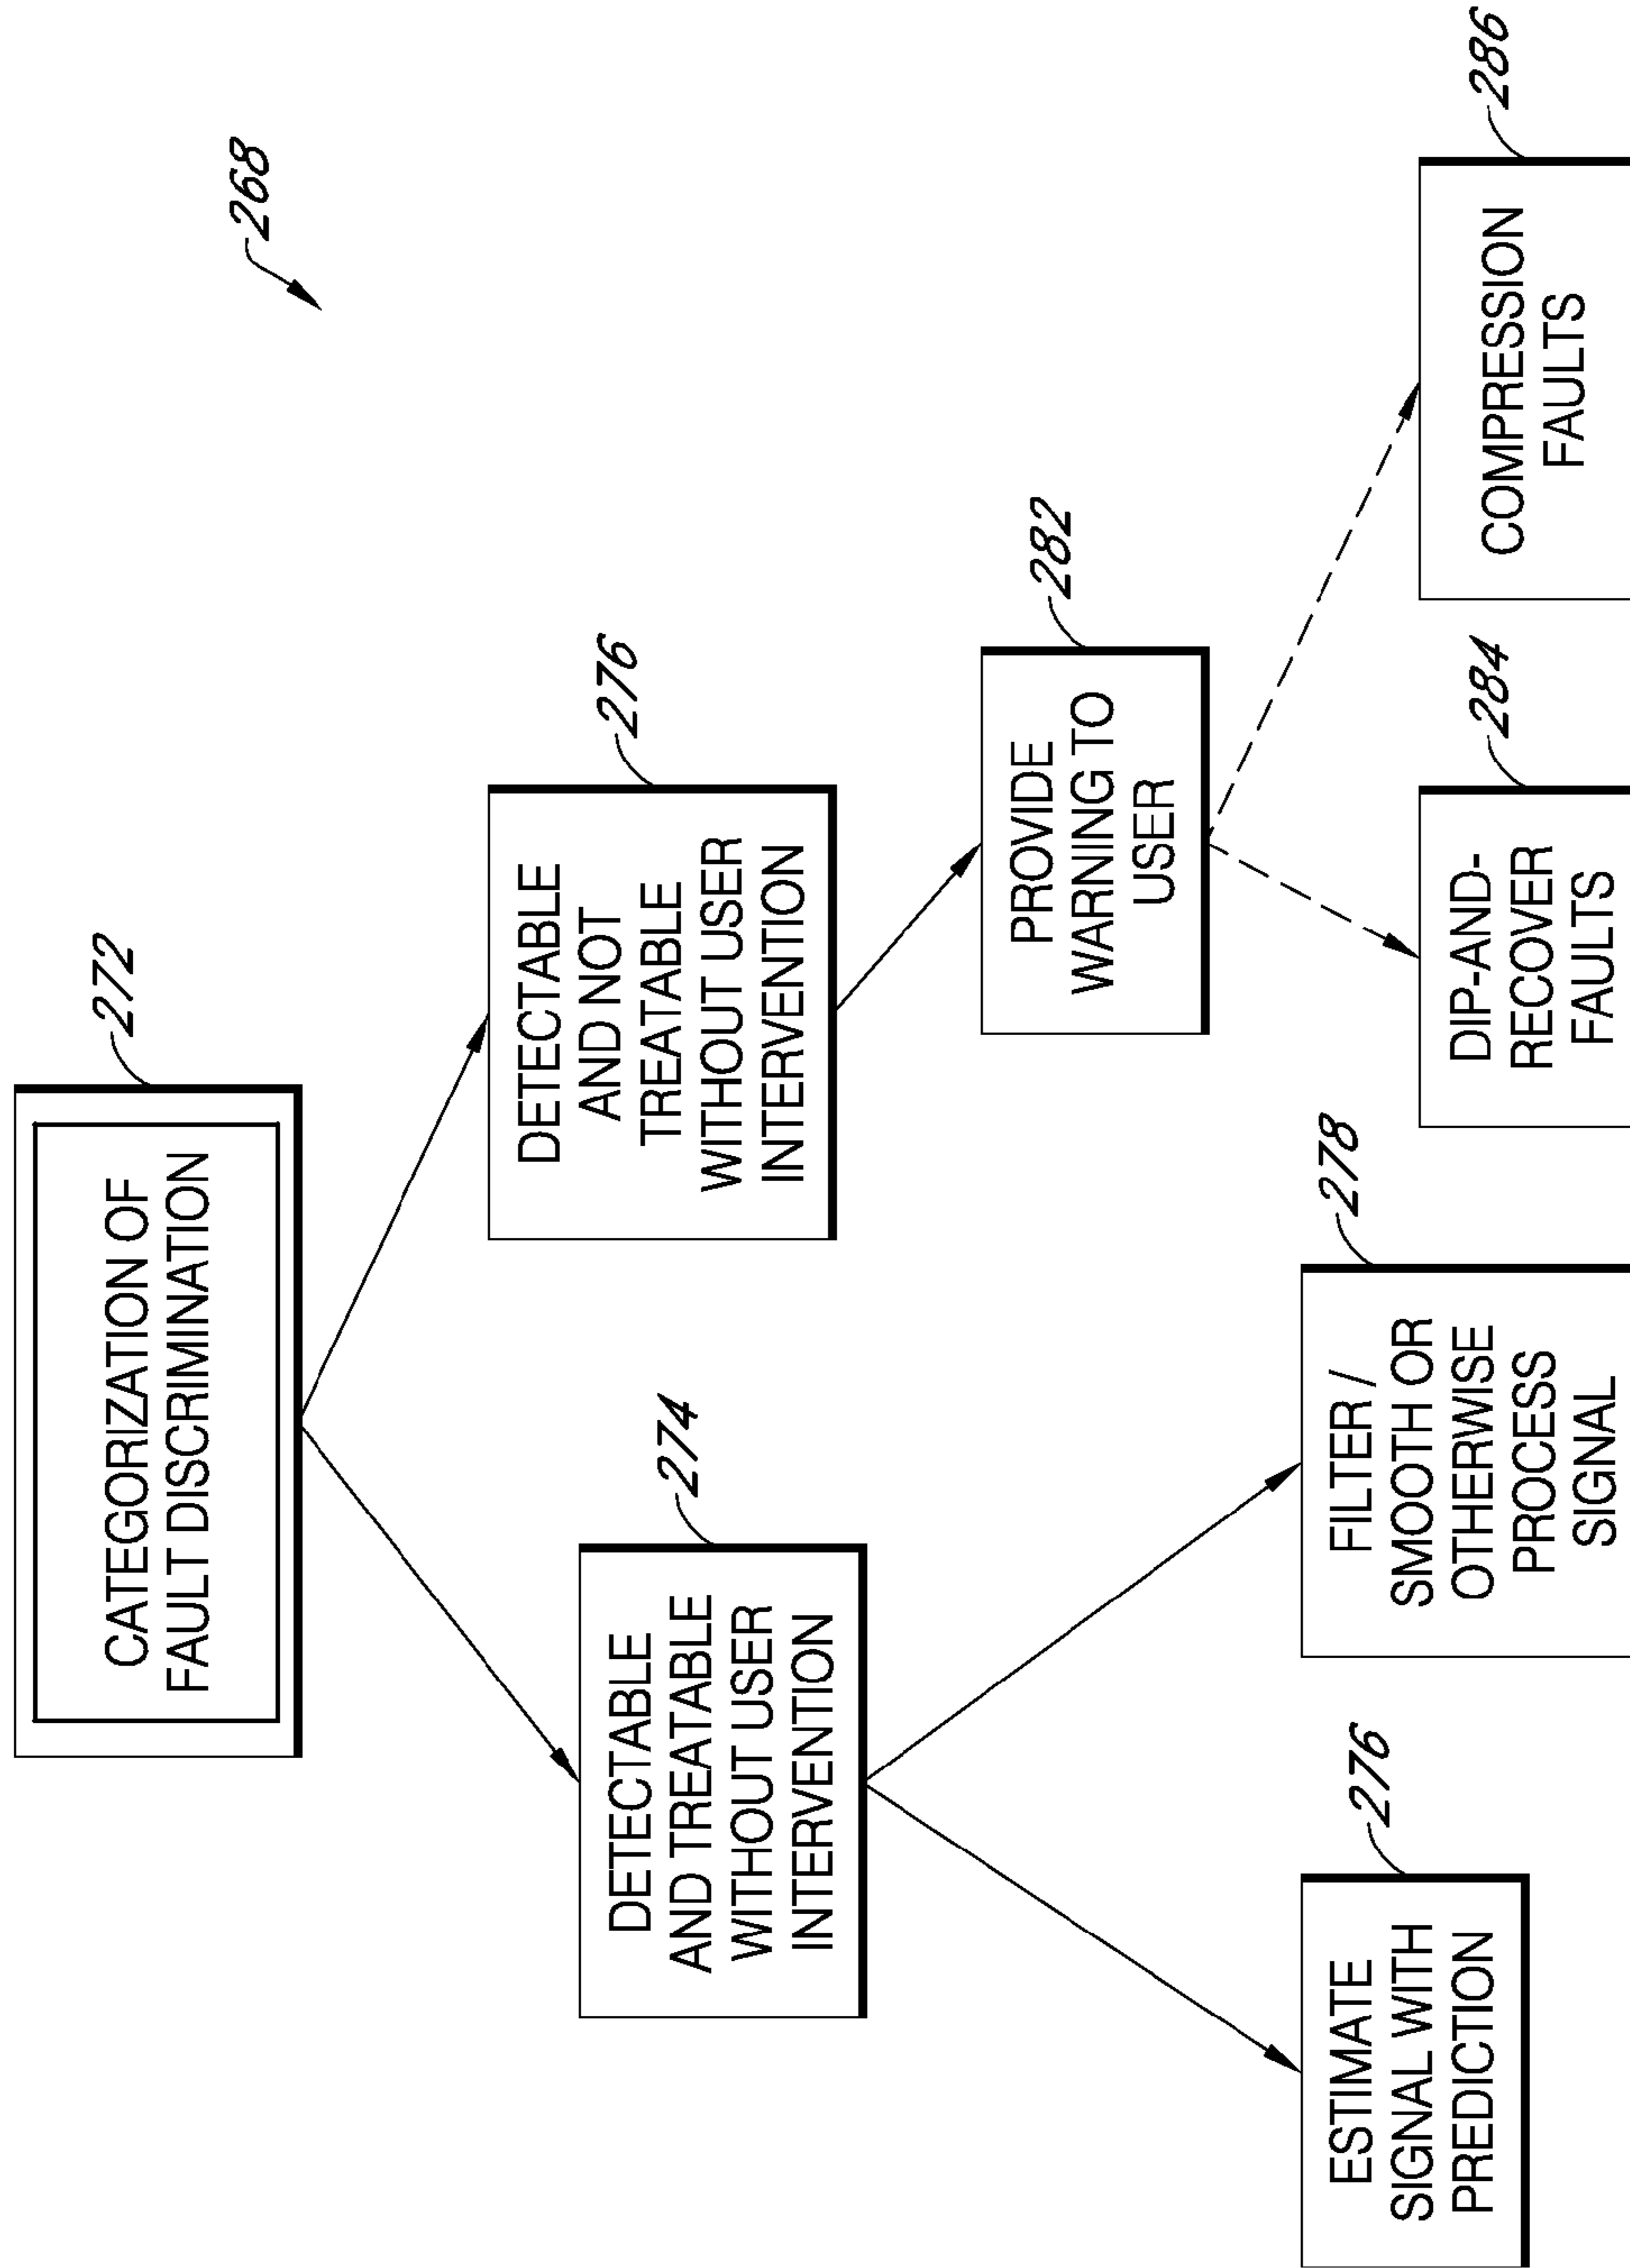 268
272
CATEGORIZATION OF
FAULT DISCRIMINATION
274
DETECTABLE
AND TREATABLE
WITHOUT USER
INTERVENTION
276
DETECTABLE
AND NOT
TREATABLE
WITHOUT USER
INTERVENTION
276
ESTIMATE
SIGNAL WITH
PREDICTION
278
FILTER /
SMOOTH OR
OTHERWISE
PROCESS
SIGNAL
282
PROVIDE
WARNING TO
USER
284
DIP-AND-
RECOVER
FAULTS
286
COMPRESSION
FAULTS